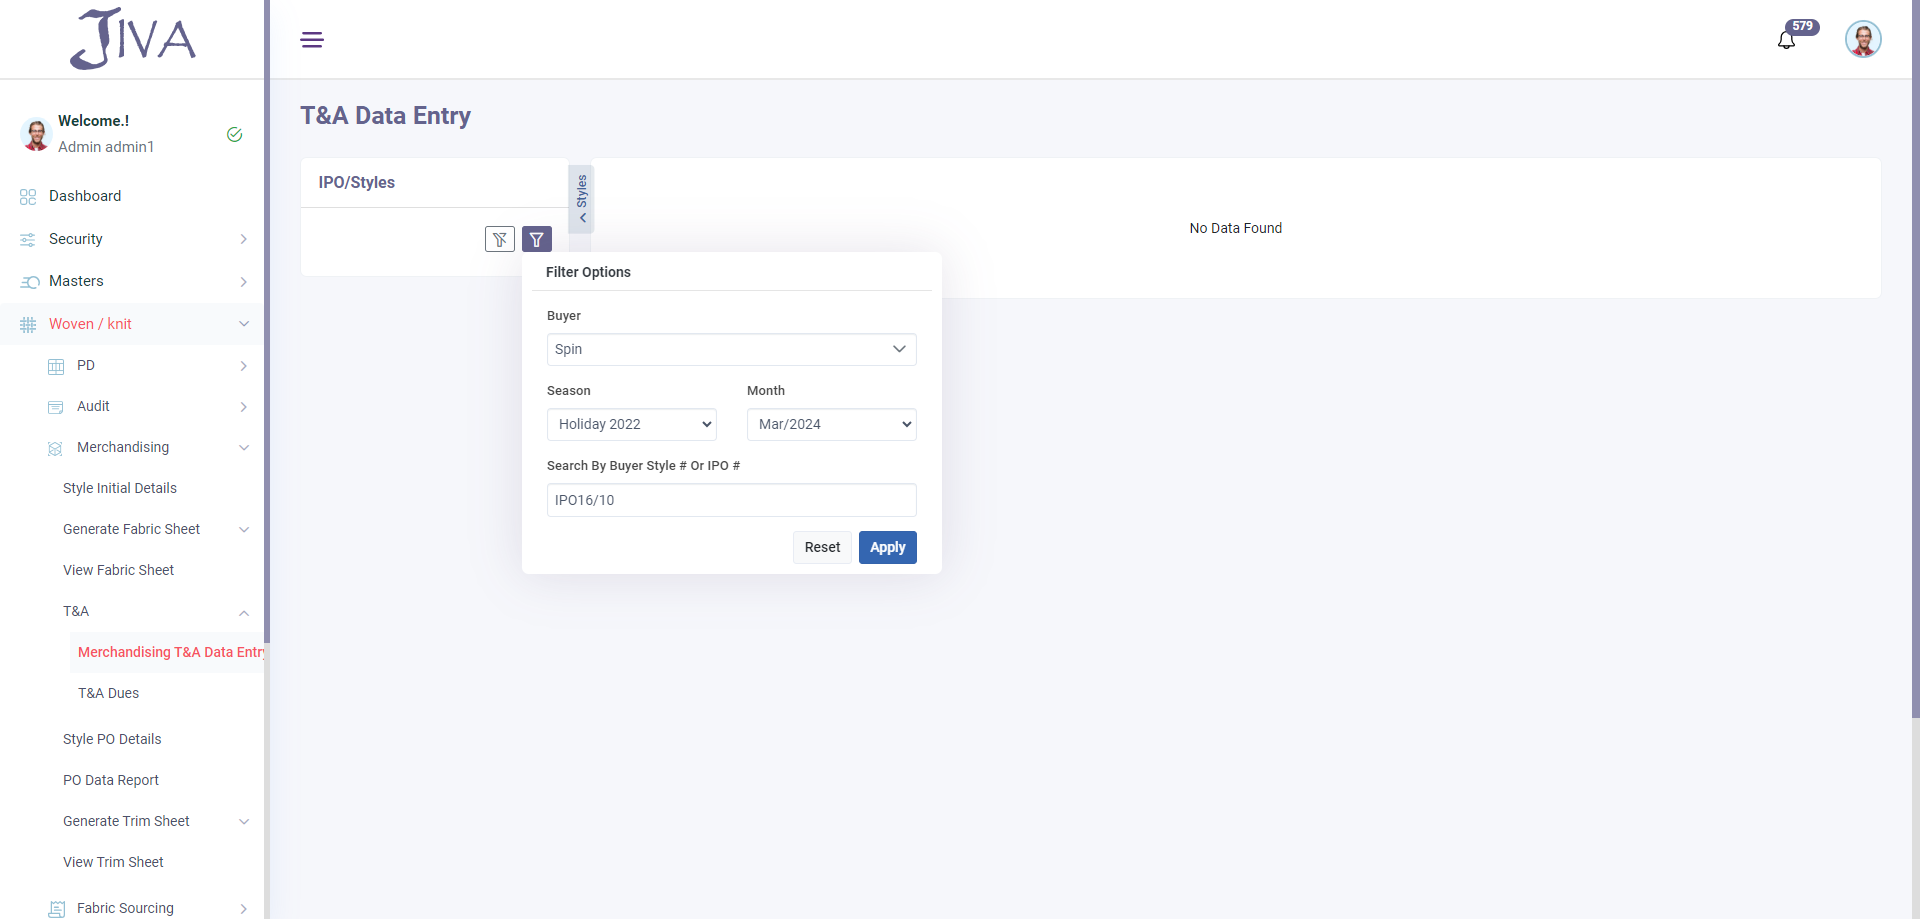 JIVA
579
Welcome.!
Admin admin1
Dashboard
Security
Masters
Woven / knit
PD
Audit
Merchandising
Style Initial Details
Generate Fabric Sheet
View Fabric Sheet
T&A
Merchandising T&A Data Entry
T&A Dues
Style PO Details
PO Data Report
Generate Trim Sheet
View Trim Sheet
Fabric Sourcing
T&A Data Entry
IPO/Styles
Styles
No Data Found
Filter Options
Buyer
Spin
Season Month
Holiday 2022 Mar/2024
Search By Buyer Style # Or IPO #
IPO16/10
Reset Apply